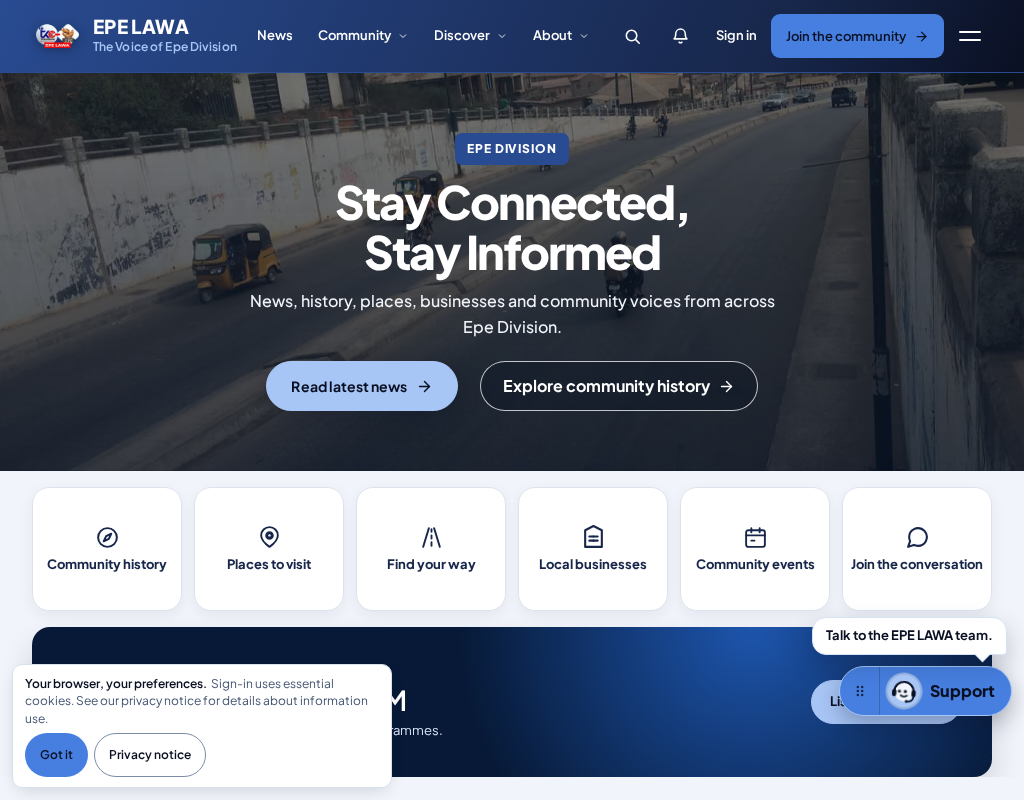 EPE LAWA
The Voice of Epe Division
News
Community
Discover
About
Sign in
Join the community
EPE DIVISION
Stay Connected,
Stay Informed
News, history, places, businesses and community voices from across
Epe Division.
Read latest news
Explore community history
Community history
Places to visit
Find your way
Local businesses
Community events
Join the conversation
Talk to the EPE LAWA team.
Support
Your browser, your preferences. Sign-in uses essential
cookies. See our privacy notice for details about information
use.
Got it
Privacy notice